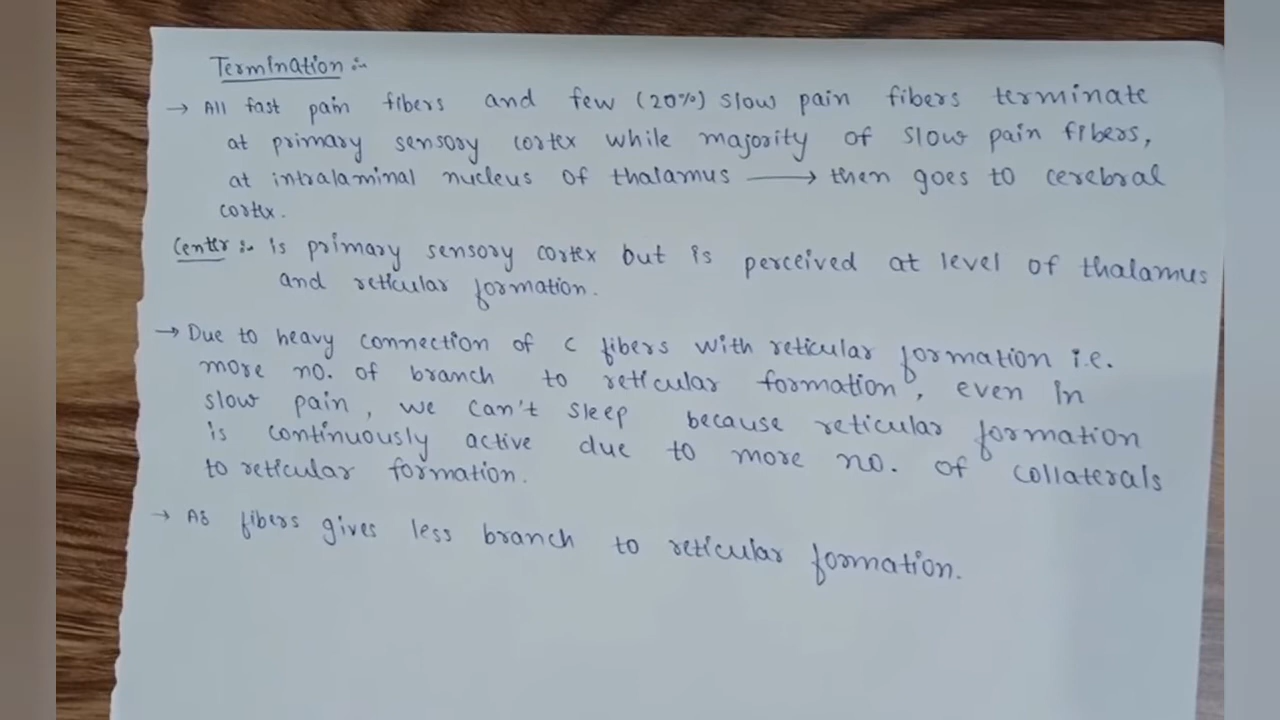 Termination :-
→ All fast pain fibers and few (20%) slow pain fibers terminate
at primary sensory cortex while majority of slow pain fibers,
at intralaminal nucleus of thalamus ⟶ then goes to cerebral
cortex.
Center :- is primary sensory cortex but is perceived at level of thalamus
and reticular formation.
→ Due to heavy connection of C fibers with reticular formation i.e.
more no. of branch to reticular formation, even in
slow pain, we can't sleep because reticular formation
is continuously active due to more no. of collaterals
to reticular formation.
→ Aδ fibers gives less branch to reticular formation.